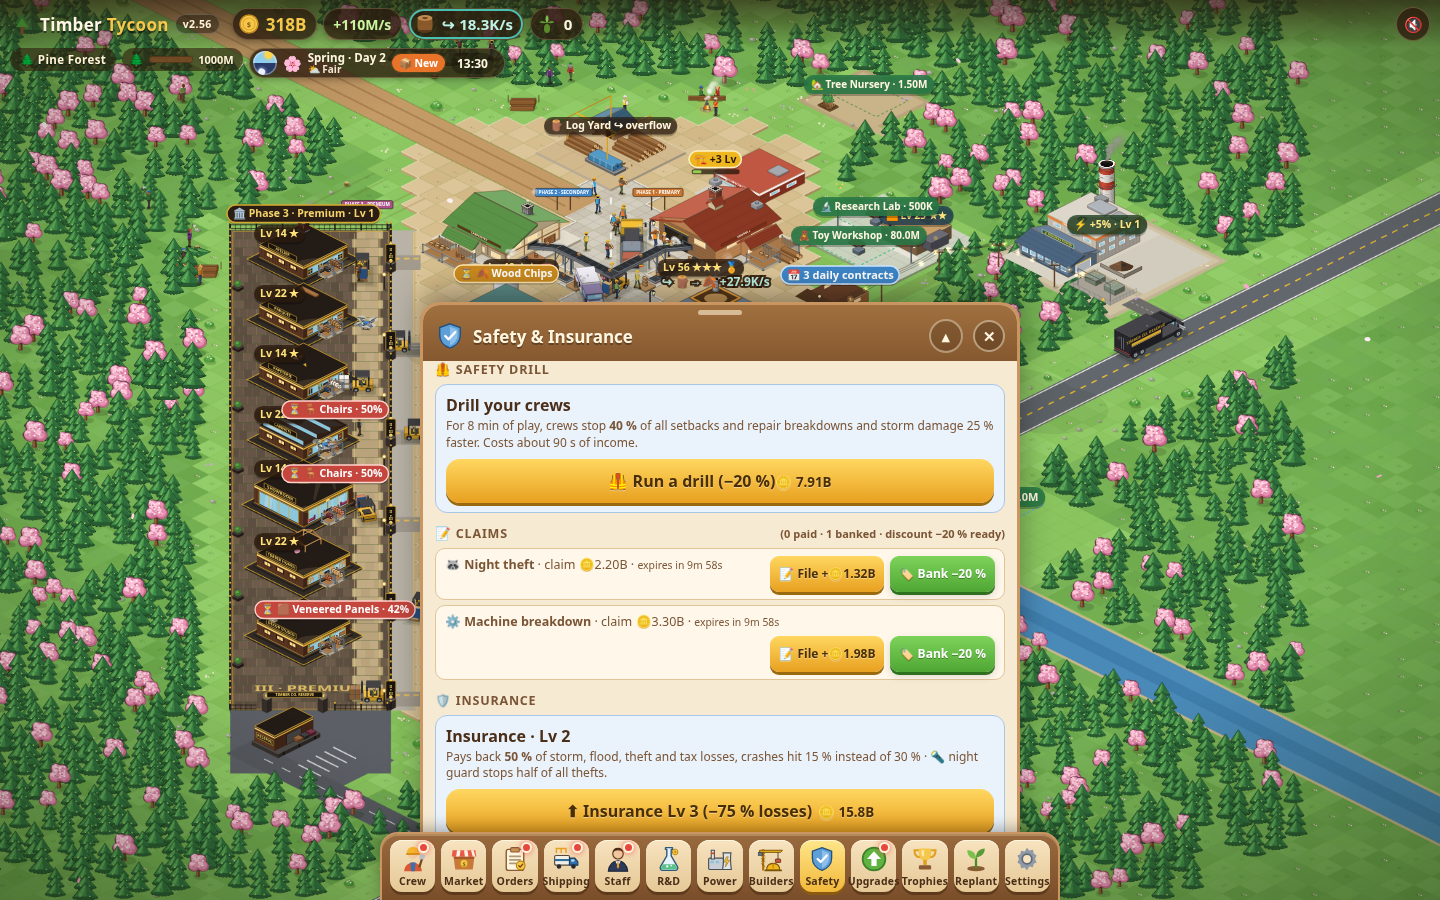 Timber Tycoon
v2.56
318B
+110M/s
↪ 18.3K/s
0
Pine Forest
1000M
Spring · Day 2
Fair
New
13:30
Tree Nursery · 1.50M
Log Yard ↪ overflow
+3 Lv
PHASE 2 · SECONDARY
PHASE 1 · PRIMARY
Phase 3 · Premium · Lv 1
Research Lab · 500K
+5% · Lv 1
Toy Workshop · 80.0M
Lv 14 ★
Wood Chips
Lv 56 ★★★
3 daily contracts
+27.9K/s
Lv 22 ★
Lv 14 ★
Chairs · 50%
Chairs · 50%
Lv 22 ★
Veneered Panels · 42%
III - PREMIU
Safety & Insurance
SAFETY DRILL
Drill your crews
For 8 min of play, crews stop 40 % of all setbacks and repair breakdowns and storm damage 25 %
faster. Costs about 90 s of income.
Run a drill (−20 %) 7.91B
CLAIMS
(0 paid · 1 banked · discount −20 % ready)
Night theft · claim 2.20B · expires in 9m 58s
File +1.32B
Bank −20 %
Machine breakdown · claim 3.30B · expires in 9m 58s
File +1.98B
Bank −20 %
INSURANCE
Insurance · Lv 2
Pays back 50 % of storm, flood, theft and tax losses, crashes hit 15 % instead of 30 % · night
guard stops half of all thefts.
Insurance Lv 3 (−75 % losses) 15.8B
Crew
Market
Orders
Shipping
Staff
R&D
Power
Builders
Safety
Upgrades
Trophies
Replant
Settings